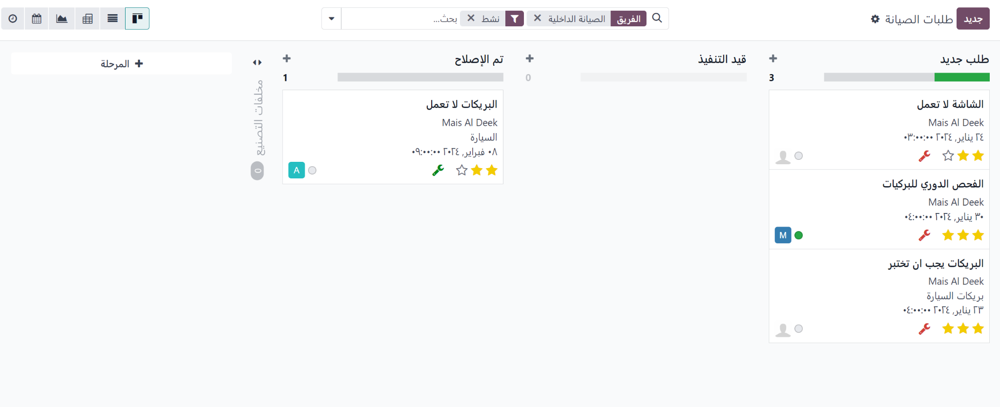 جديد
طلبات الصيانة
الفريق
الصيانة الداخلية
نشط
بحث...
طلب جديد
3
الشاشة لا تعمل
Mais Al Deek
٢٤ يناير, ٢٠٢٤ ٠٣:٠٠:٠٠
الفحص الدوري للبركيات
Mais Al Deek
٣٠ يناير, ٢٠٢٤ ٠٤:٠٠:٠٠
M
البريكات يجب ان تختبر
Mais Al Deek
بريكات السيارة
٢٣ يناير, ٢٠٢٤ ٠٤:٠٠:٠٠
قيد التنفيذ
0
تم الإصلاح
1
البريكات لا تعمل
Mais Al Deek
السيارة
٠٨ فبراير, ٢٠٢٤ ٠٩:٠٠:٠٠
A
مخلفات التصنيع
0
المرحلة